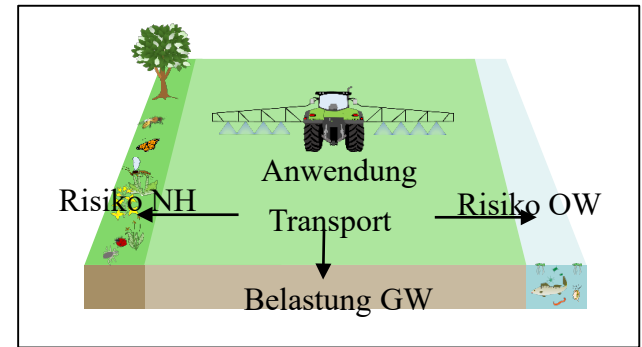 Anwendung
Risiko NH
Transport
Risiko OW
Belastung GW